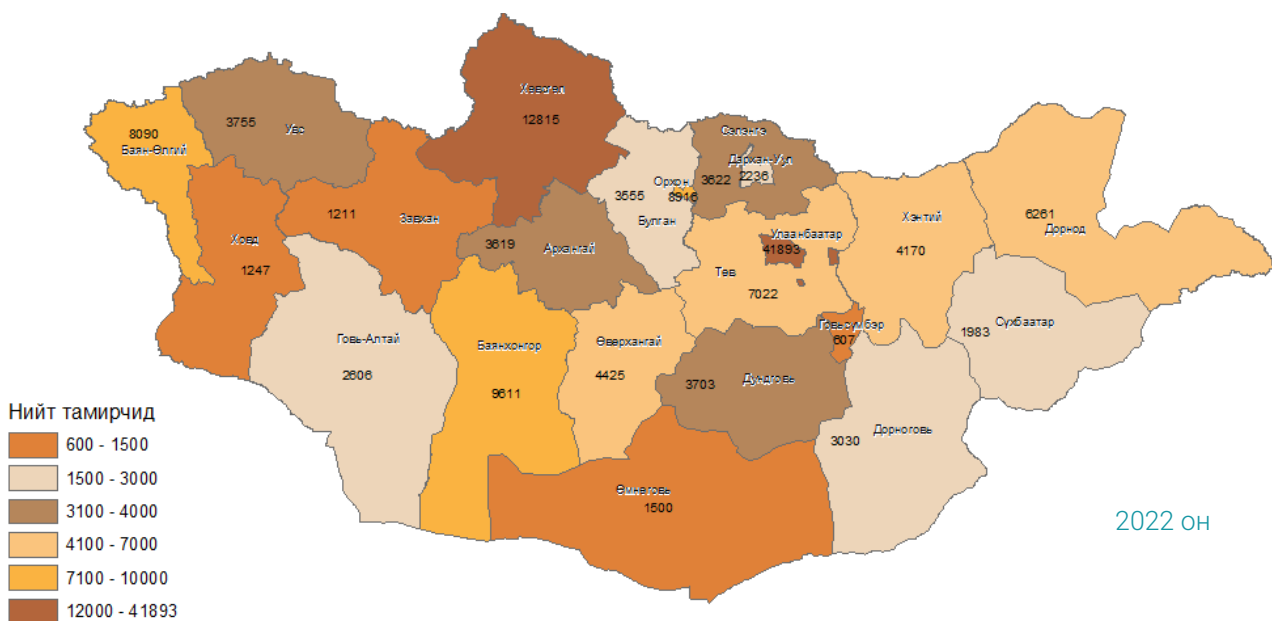 Хөвсгөл
12815
3755
Увс
8090
Баян-Өлгий
Сэлэнгэ
Дархан-Уул
3622
2236
Орхон
8916
3555
Булган
1211
Завхан
Ховд
1247
3619
Архангай
Улаанбаатар
41893
Төв
7022
Хэнтий
4170
6261
Дорнод
Говьсүмбэр
607
Сүхбаатар
1983
Говь-Алтай
2606
Баянхонгор
9611
Өвөрхангай
4425
3703
Дундговь
Дорноговь
3030
Өмнөговь
1500
Нийт тамирчид
600 - 1500
1500 - 3000
3100 - 4000
4100 - 7000
7100 - 10000
12000 - 41893
2022 он